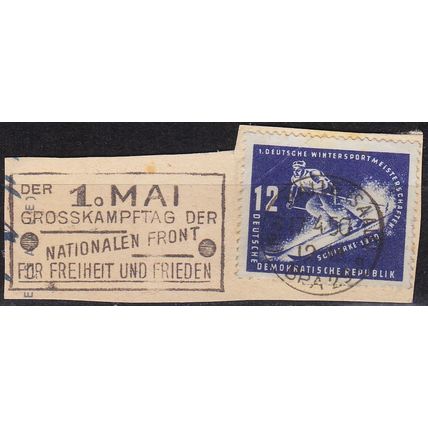 DER 1. MAI
GROSSKAMPFTAG DER
NATIONALEN FRONT
FÜR FREIHEIT UND FRIEDEN
1. DEUTSCHE WINTERSPORTMEISTERSCHAFTEN
12
SCHIERKE 1950
DEUTSCHE
DEMOKRATISCHE REPUBLIK